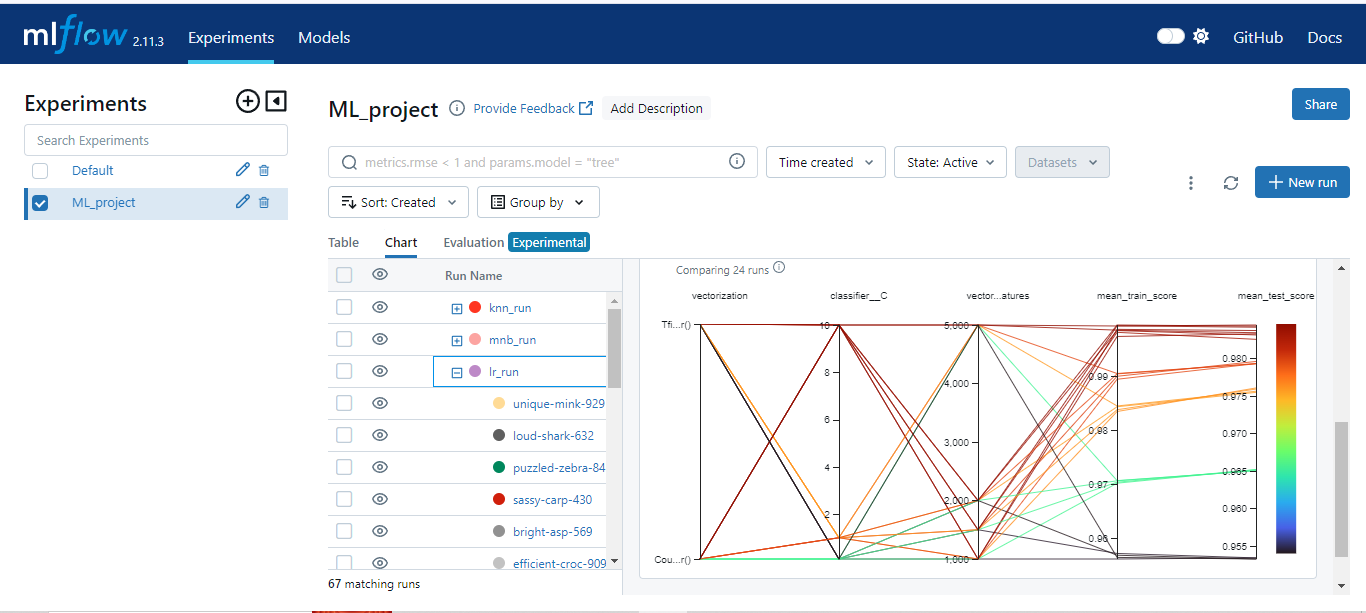 mlflow 2.11.3 Experiments Models GitHub Docs
Experiments
Search Experiments
Default
ML_project
ML_project Provide Feedback Add Description
Share
metrics.rmse < 1 and params.model = "tree" Time created State: Active Datasets
New run
Sort: Created Group by
Table Chart Evaluation Experimental
Run Name
knn_run
mnb_run
lr_run
unique-mink-929
loud-shark-632
puzzled-zebra-84
sassy-carp-430
bright-asp-569
efficient-croc-909
67 matching runs
Comparing 24 runs
vectorization classifier__C vector...atures mean_train_score mean_test_score
Tfi...r()
Cou...r()
10
8
6
4
2
5,000
4,000
3,000
2,000
1,000
0.99
0.98
0.97
0.96
0.980
0.975
0.970
0.965
0.960
0.955